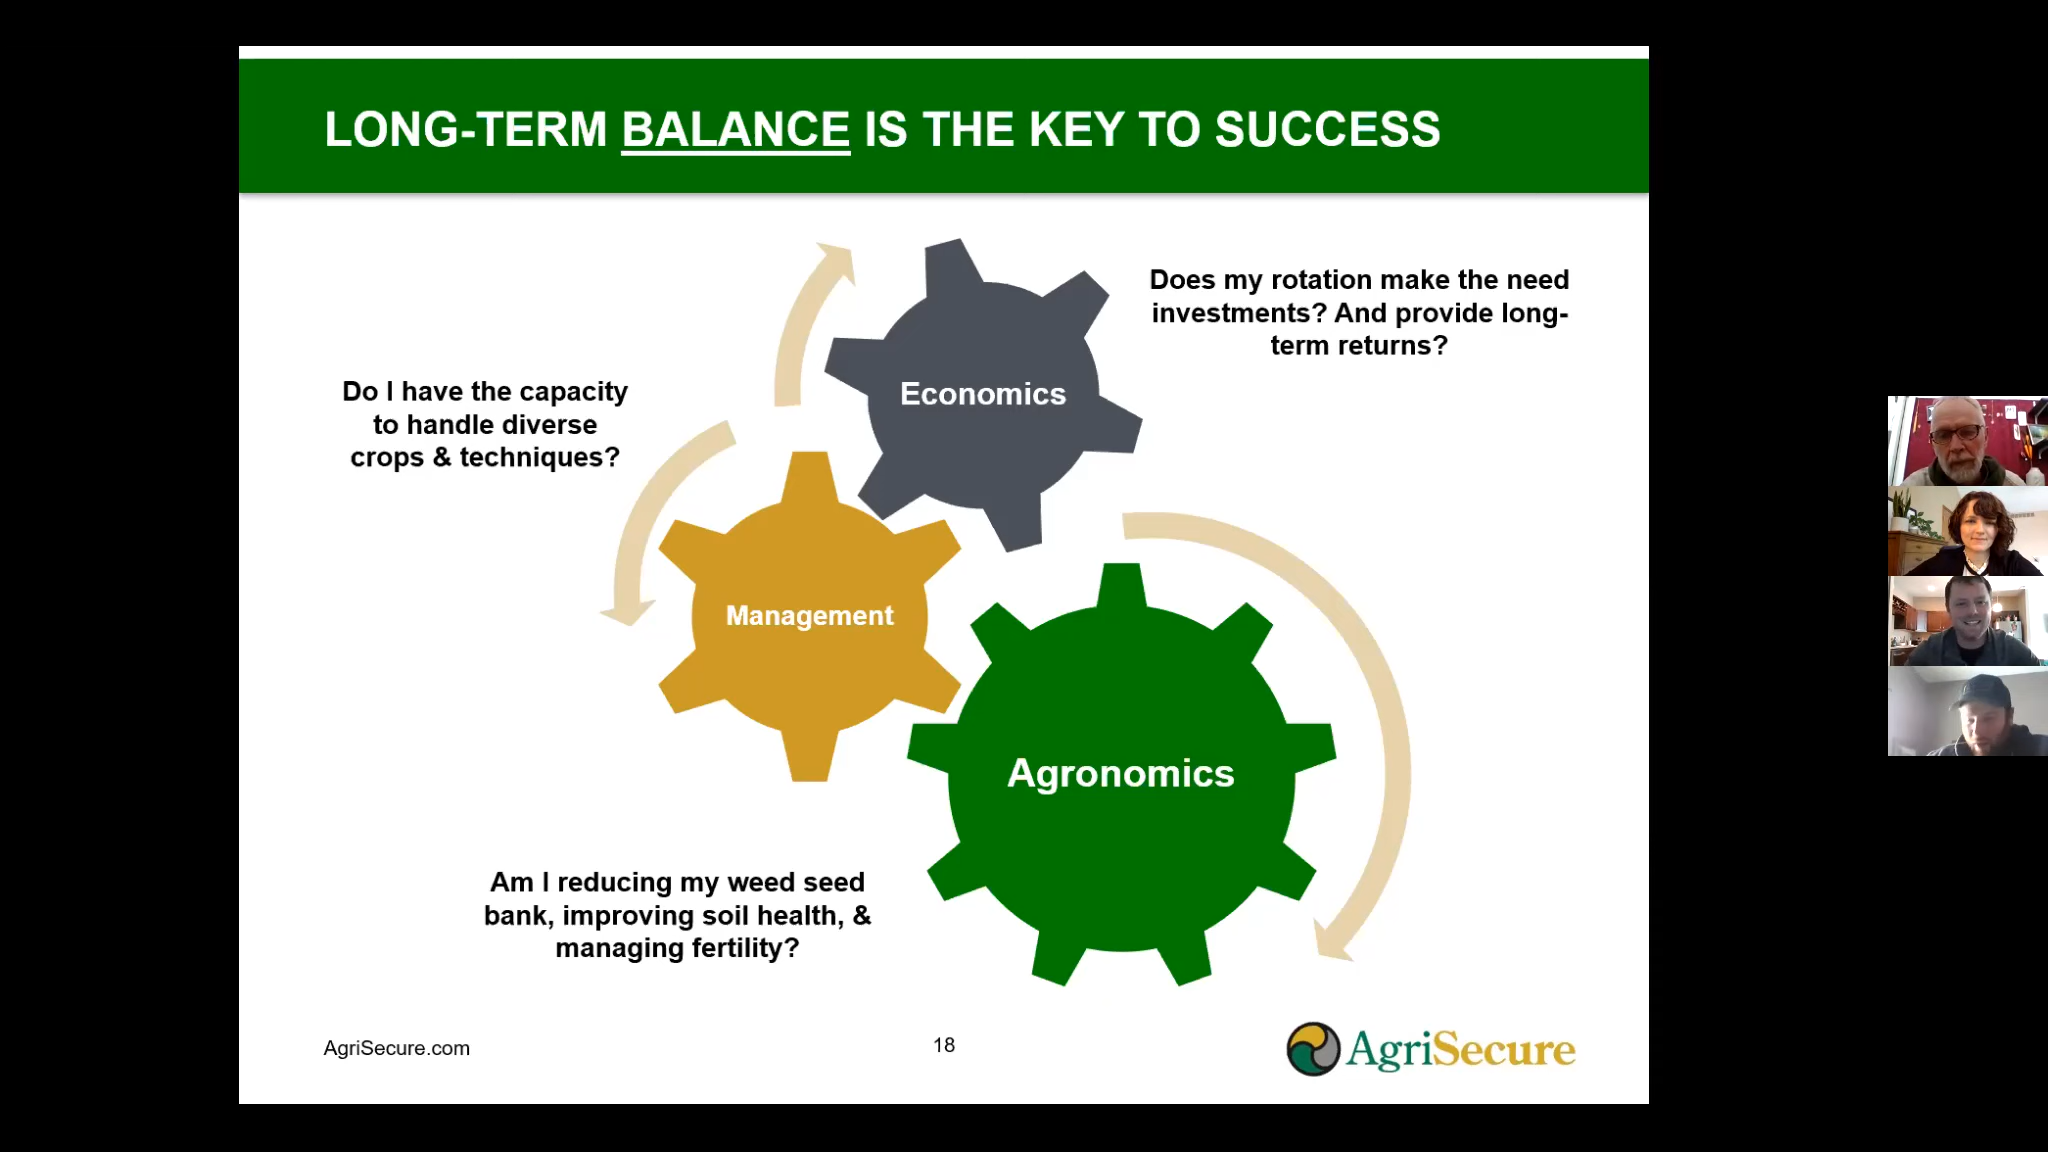 LONG-TERM BALANCE IS THE KEY TO SUCCESS
Does my rotation make the need
investments? And provide long-
term returns?
Economics
Do I have the capacity
to handle diverse
crops & techniques?
Management
Agronomics
Am I reducing my weed seed
bank, improving soil health, &
managing fertility?
AgriSecure.com
18
AgriSecure